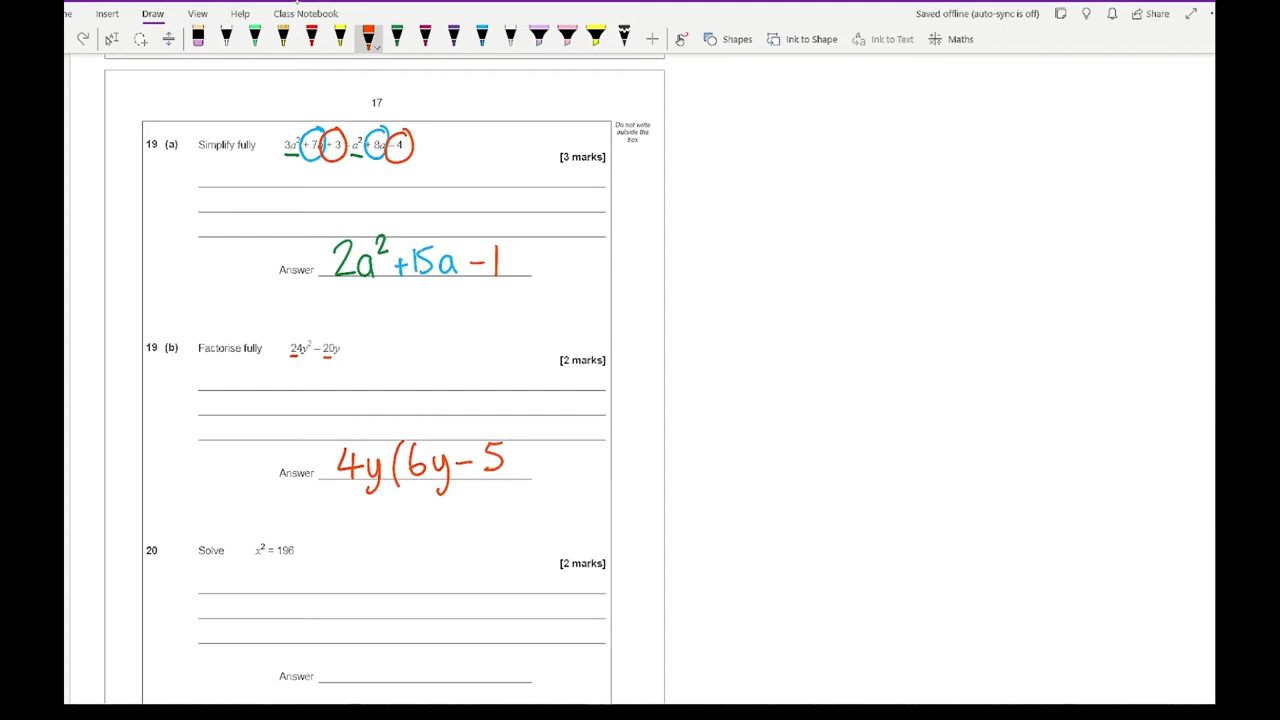 Insert Draw View Help Class Notebook Saved offline (auto-sync is off) Share
Shapes Ink to Shape Ink to Text Maths
17
Do not write
outside the
box
19 (a) Simplify fully 3a² + 7a + 3 - a² + 8a - 4
[3 marks]
Answer 2a² +15a -1
19 (b) Factorise fully 24y² – 20y
[2 marks]
Answer 4y(6y - 5
20 Solve x² = 196
[2 marks]
Answer